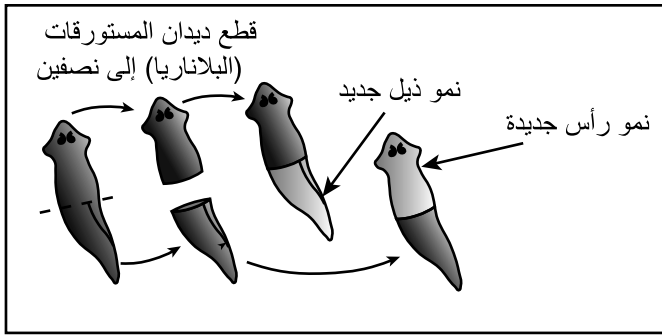 قطع ديدان المستورقات
(البلاناريا) إلى نصفين
نمو ذيل جديد
نمو رأس جديدة